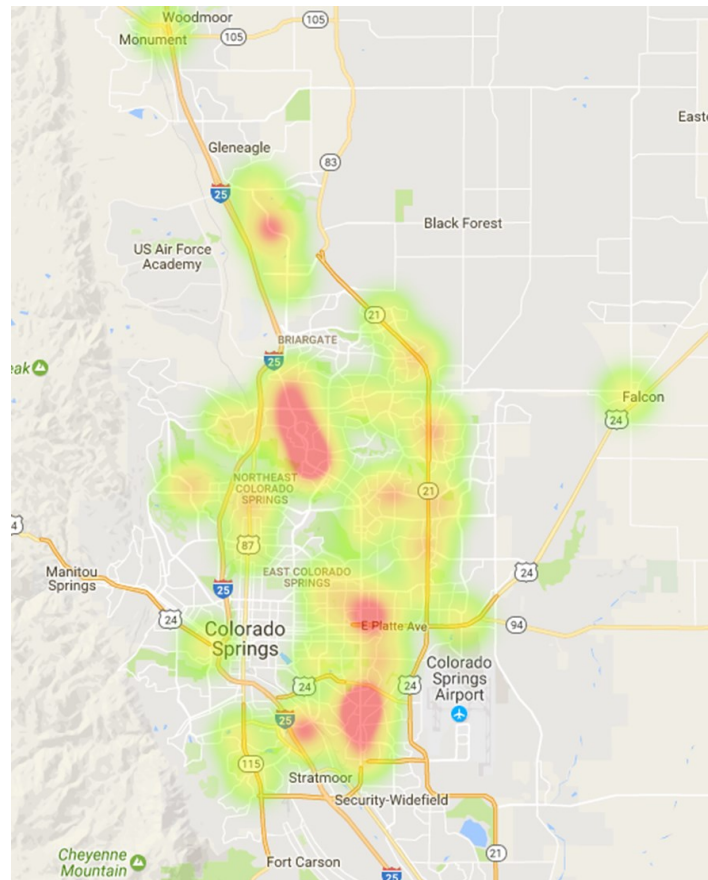 Woodmoor
Monument
105
105
East
Gleneagle
83
25
Black Forest
US Air Force
Academy
21
BRIARGATE
25
eak
Falcon
24
NORTHEAST
COLORADO
SPRINGS
21
4
87
EAST COLORADO
SPRINGS
24
Manitou
Springs
25
24
Colorado
Springs
E Platte Ave
94
Colorado
Springs
Airport
24
24
25
115
Stratmoor
Security-Widefield
21
Cheyenne
Mountain
Fort Carson
25